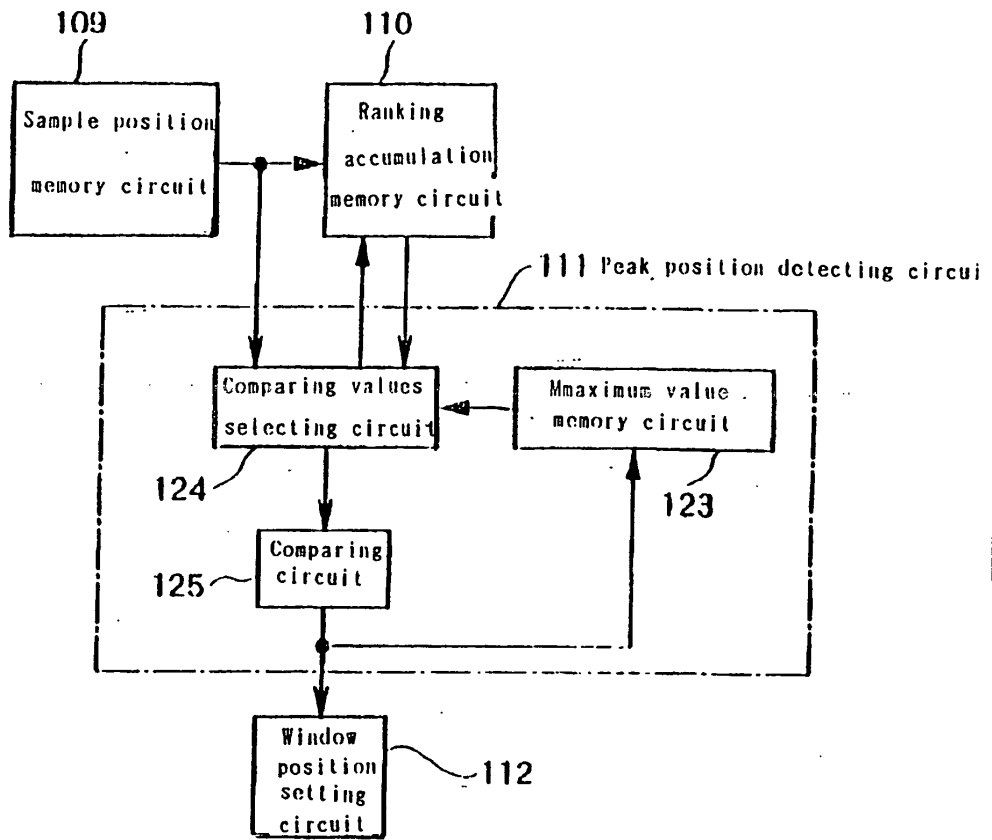 109
110
Sample position
memory circuit
Ranking
accumulation
memory circuit
111 Peak position detecting circui
Comparing values
selecting circuit
Mmaximum value
memory circuit
124
123
Comparing
circuit
125
Window
position
setting
circuit
112